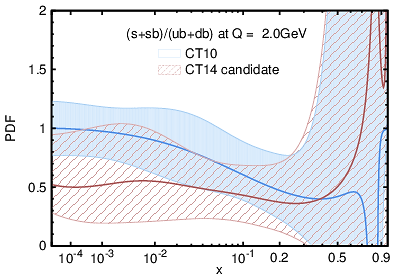 (s+sb)/(ub+db) at Q = 2.0GeV
CT10
CT14 candidate
PDF
2
1.5
1
0.5
0
10^-4 10^-3 10^-2 10^-1 0.2 0.5 0.9
x